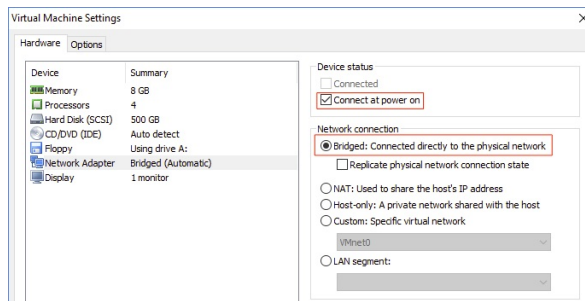 Virtual Machine Settings
Hardware Options
Device Summary
Memory 8 GB
Processors 4
Hard Disk (SCSI) 500 GB
CD/DVD (IDE) Auto detect
Floppy Using drive A:
Network Adapter Bridged (Automatic)
Display 1 monitor
Device status
Connected
Connect at power on
Network connection
Bridged: Connected directly to the physical network
Replicate physical network connection state
NAT: Used to share the host's IP address
Host-only: A private network shared with the host
Custom: Specific virtual network
VMnet0
LAN segment: